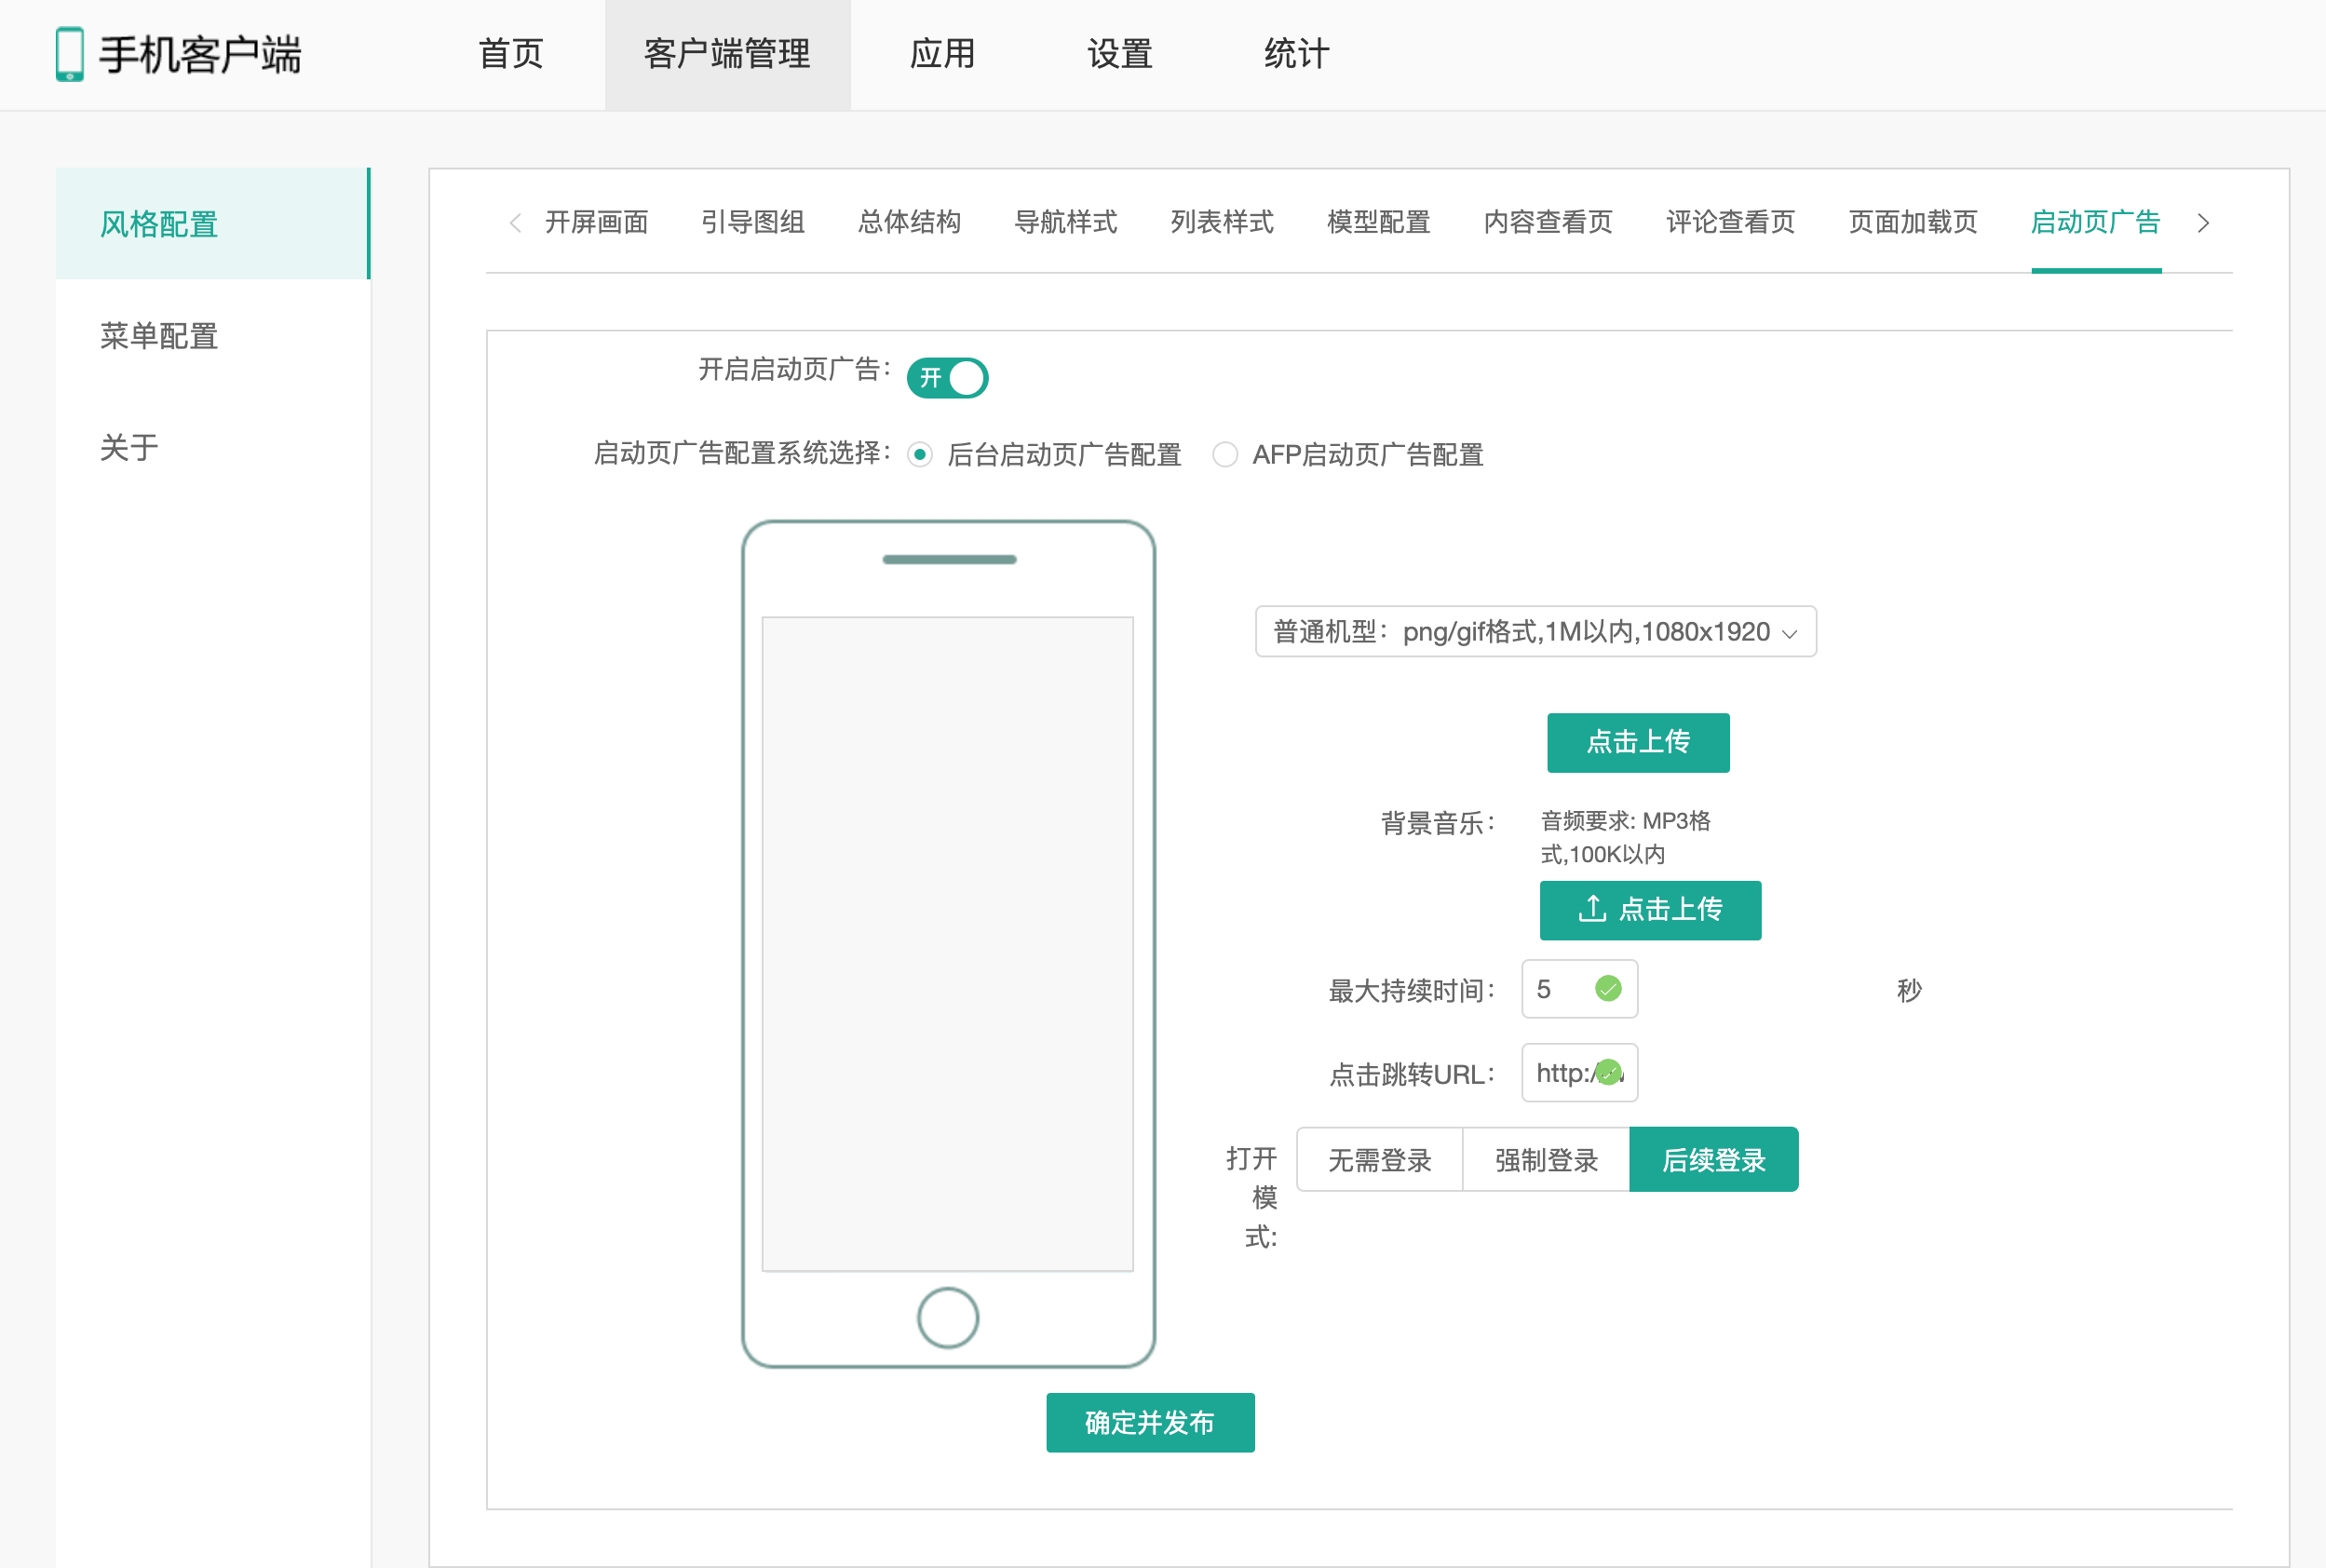 手机客户端
首页
客户端管理
应用
设置
统计
风格配置
菜单配置
关于
开屏画面
引导图组
总体结构
导航样式
列表样式
模型配置
内容查看页
评论查看页
页面加载页
启动页广告
开启启动页广告：
开
启动页广告配置系统选择：
后台启动页广告配置
AFP启动页广告配置
普通机型：png/gif格式,1M以内,1080x1920
点击上传
背景音乐：
音频要求: MP3格
式,100K以内
点击上传
最大持续时间：
5
秒
点击跳转URL：
http:/
打开
模
式:
无需登录
强制登录
后续登录
确定并发布